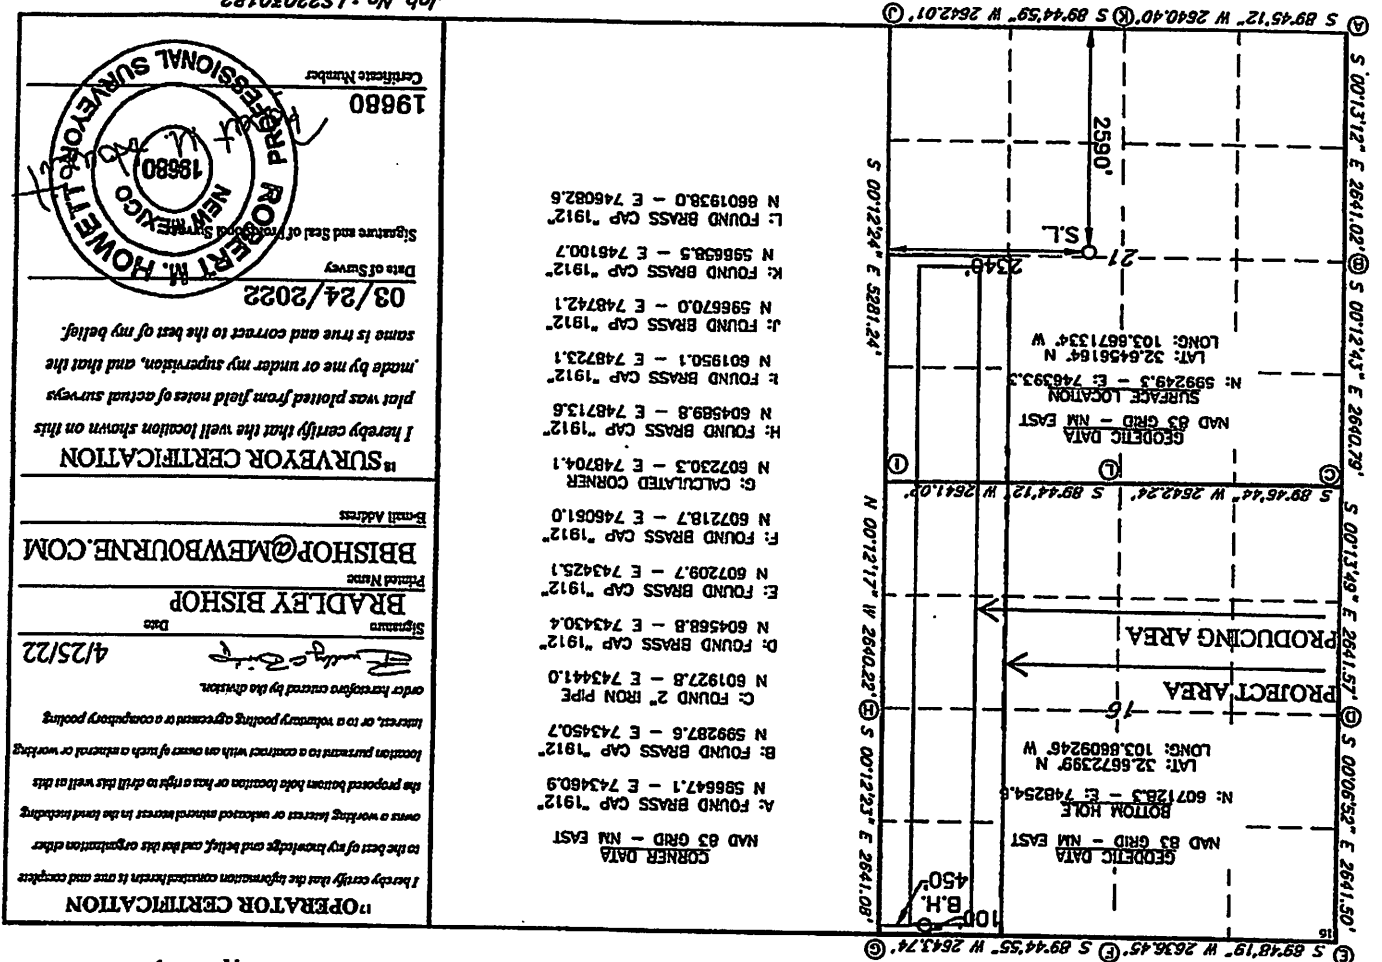 16
Ⓔ S 89'48'19" W 2636.45' Ⓕ S 89'44'55" W 2643.74' Ⓖ
100'
B.H.
450'
GEODETIC DATA
NAD 83 GRID – NM EAST
BOTTOM HOLE
N: 607128.3 – E: 748254.6
LAT: 32.6672399° N
LONG: 103.6609246° W
S 00'06'52" E 2641.50'
S 00'12'23" E 2641.08'
Ⓓ
16
Ⓗ
PROJECT AREA
PRODUCING AREA
S 00'13'49" E 2641.57'
N 00'12'17" W 2640.22'
S 89'46'44" W 2642.24'
S 89'44'12" W 2641.02'
Ⓒ
Ⓛ
Ⓘ
GEODETIC DATA
NAD 83 GRID – NM EAST
SURFACE LOCATION
N: 599249.3 – E: 746393.3
LAT: 32.6456164° N
LONG: 103.6671334° W
S 00'12'43" E 2640.79'
S 00'12'24" E 5281.24'
Ⓑ
21
S.L.
2340'
2590'
S 00'13'12" E 2641.02'
Ⓐ S 89'45'12" W 2640.40' Ⓚ S 89'44'59" W 2642.01' Ⓙ
CORNER DATA
NAD 83 GRID – NM EAST
A: FOUND BRASS CAP "1912"
N 596647.1 – E 743460.9
B: FOUND BRASS CAP "1912"
N 599287.6 – E 743450.7
C: FOUND 2" IRON PIPE
N 601927.8 – E 743441.0
D: FOUND BRASS CAP "1912"
N 604568.8 – E 743430.4
E: FOUND BRASS CAP "1912"
N 607209.7 – E 743425.1
F: FOUND BRASS CAP "1912"
N 607218.7 – E 746061.0
G: CALCULATED CORNER
N 607230.3 – E 748704.1
H: FOUND BRASS CAP "1912"
N 604589.8 – E 748713.6
I: FOUND BRASS CAP "1912"
N 601950.1 – E 748723.1
J: FOUND BRASS CAP "1912"
N 596670.0 – E 748742.1
K: FOUND BRASS CAP "1912"
N 596658.5 – E 746100.7
L: FOUND BRASS CAP "1912"
N 6601938.0 – E 746082.6
17 OPERATOR CERTIFICATION
I hereby certify that the information contained herein is true and complete
to the best of my knowledge and belief, and that this organization either
owns a working interest or unleased mineral interest in the land including
the proposed bottom hole location or has a right to drill this well at this
location pursuant to a contract with an owner of such a mineral or working
interest, or to a voluntary pooling agreement or a compulsory pooling
order heretofore entered by the division.
4/25/22
Signature Date
BRADLEY BISHOP
Printed Name
BBISHOP@MEWBOURNE.COM
E-mail Address
18 SURVEYOR CERTIFICATION
I hereby certify that the well location shown on this
plat was plotted from field notes of actual surveys
made by me or under my supervision, and that the
same is true and correct to the best of my belief.
03/24/2022
Date of Survey
Signature and Seal of Professional Surveyor
ROBERT M. HOWETT
NEW MEXICO
19680
PROFESSIONAL SURVEYOR
19680
Certificate Number
Job No.: LS22030182